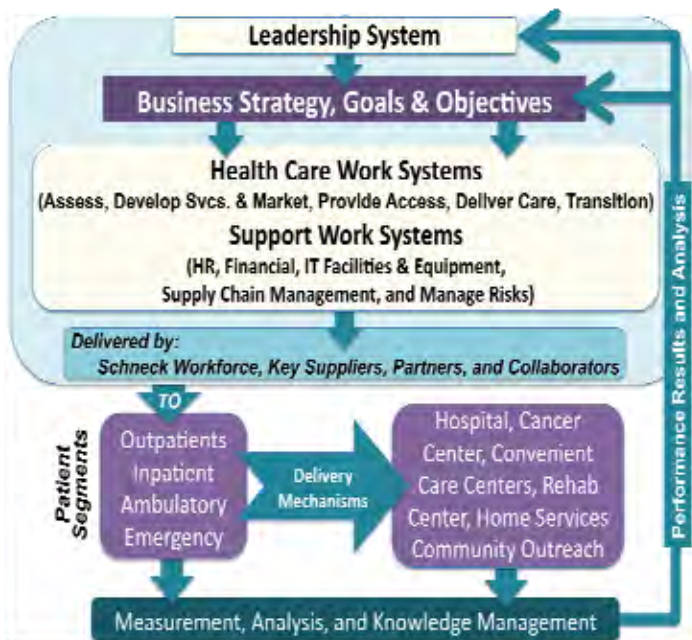 Leadership System
Business Strategy, Goals & Objectives
Health Care Work Systems
(Assess, Develop Svcs. & Market, Provide Access, Deliver Care, Transition)
Support Work Systems
(HR, Financial, IT Facilities & Equipment,
Supply Chain Management, and Manage Risks)
Delivered by:
Schneck Workforce, Key Suppliers, Partners, and Collaborators
TO
Patient
Segments
Outpatients
Inpatient
Ambulatory
Emergency
Delivery
Mechanisms
Hospital, Cancer
Center, Convenient
Care Centers, Rehab
Center, Home Services
Community Outreach
Measurement, Analysis, and Knowledge Management
Performance Results and Analysis